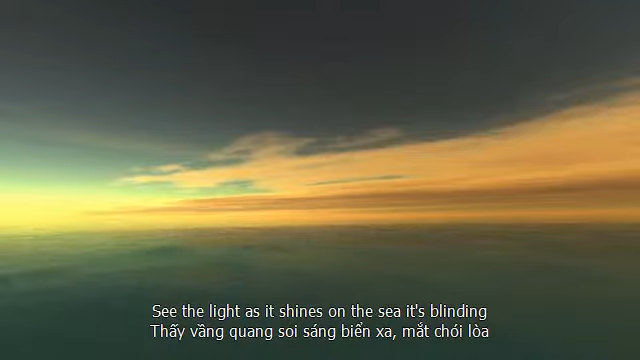 See the light as it shines on the sea it's blinding
Thấy vầng quang soi sáng biển xa, mắt chói lòa